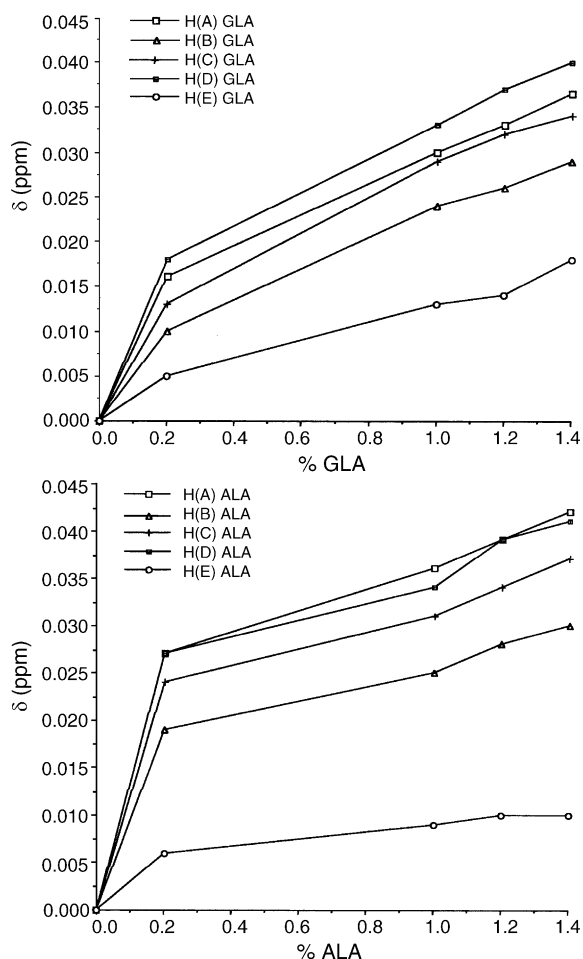 0.045
0.040
0.035
0.030
0.025
0.020
0.015
0.010
0.005
0.000
δ (ppm)
H(A) GLA
H(B) GLA
H(C) GLA
H(D) GLA
H(E) GLA
0.0 0.2 0.4 0.6 0.8 1.0 1.2 1.4
% GLA
0.045
0.040
0.035
0.030
0.025
0.020
0.015
0.010
0.005
0.000
δ (ppm)
H(A) ALA
H(B) ALA
H(C) ALA
H(D) ALA
H(E) ALA
0.0 0.2 0.4 0.6 0.8 1.0 1.2 1.4
% ALA